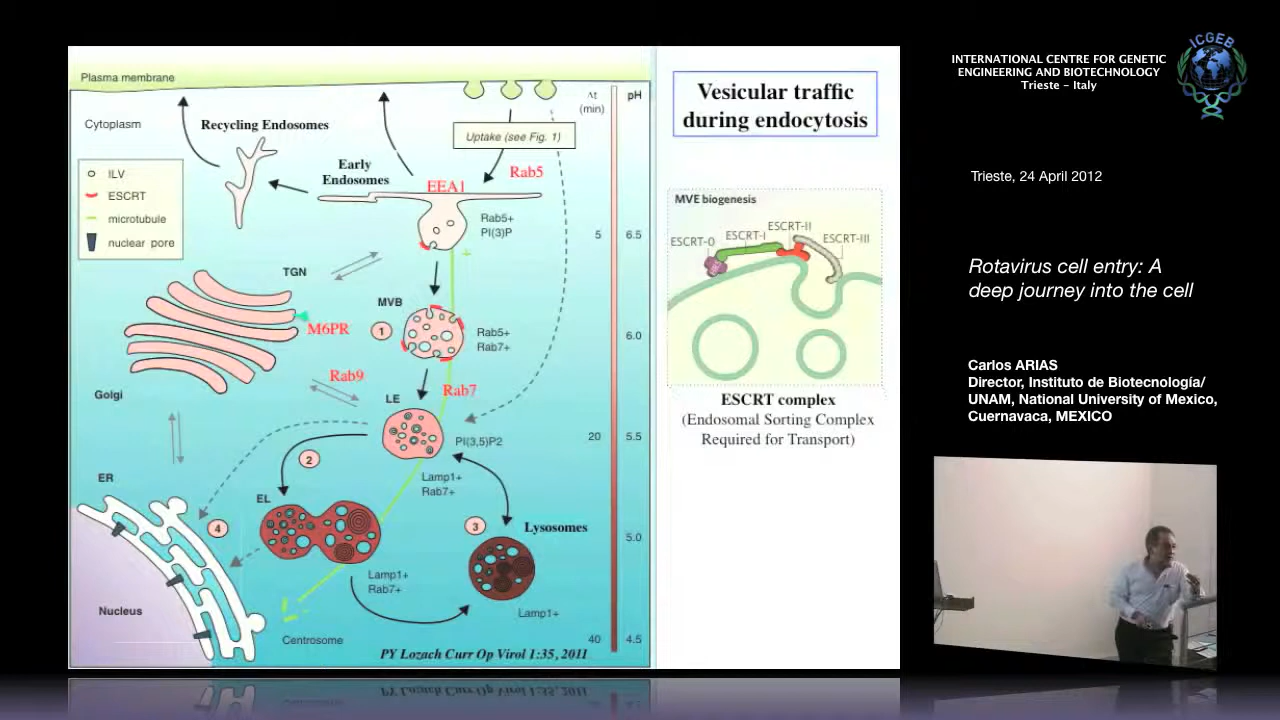 Plasma membrane
Cytoplasm
Recycling Endosomes
Early
Endosomes
EEA1
Rab5
Uptake (see Fig. 1)
Δt
(min)
pH
ILV
ESCRT
microtubule
nuclear pore
Rab5+
PI(3)P
5
6.5
+
TGN
MVB
1
M6PR
Rab5+
Rab7+
6.0
Rab9
Rab7
Golgi
LE
PI(3,5)P2
20
5.5
2
Lamp1+
Rab7+
ER
EL
4
3
Lysosomes
5.0
Lamp1+
Rab7+
Lamp1+
Nucleus
Centrosome
40
4.5
PY Lozach Curr Op Virol 1:35, 2011
Vesicular traffic
during endocytosis
MVE biogenesis
ESCRT-0
ESCRT-I
ESCRT-II
ESCRT-III
ESCRT complex
(Endosomal Sorting Complex
Required for Transport)
INTERNATIONAL CENTRE FOR GENETIC
ENGINEERING AND BIOTECHNOLOGY
Trieste - Italy
ICGEB
Trieste, 24 April 2012
Rotavirus cell entry: A
deep journey into the cell
Carlos ARIAS
Director, Instituto de Biotecnología/
UNAM, National University of Mexico,
Cuernavaca, MEXICO